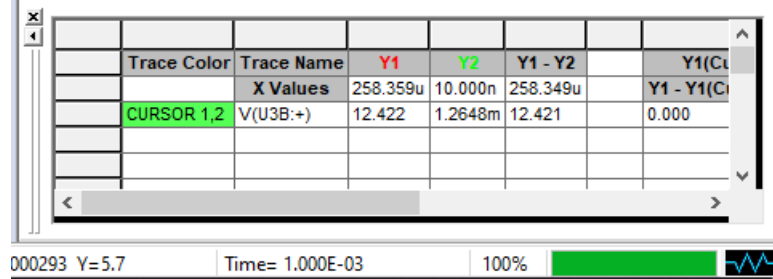 Trace Color Trace Name Y1 Y2 Y1 - Y2 Y1(Cu
X Values 258.359u 10.000n 258.349u Y1 - Y1(Cu
CURSOR 1,2 V(U3B:+) 12.422 1.2648m 12.421 0.000
000293 Y=5.7 Time= 1.000E-03 100%